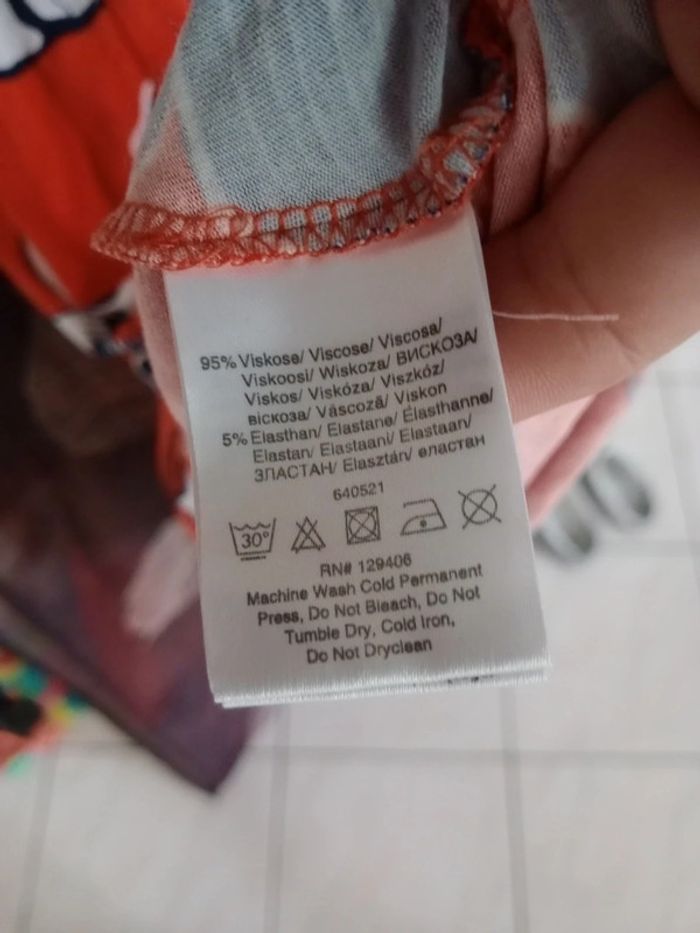 95% Viskose/ Viscose/ Viscosa/
Viskoosi/ Wiskoza/ ВИСКОЗА/
Viskos/ Viskóza/ Viszkóz/
віскоза/ Vâscoză/ Viskon
5% Elasthan/ Elastane/ Élasthanne/
Elastan/ Elastaani/ Elastaan/
ЭЛАСТАН/ Elasztán/ еластан
640521
30°
RN# 129406
Machine Wash Cold Permanent
Press, Do Not Bleach, Do Not
Tumble Dry, Cold Iron,
Do Not Dryclean